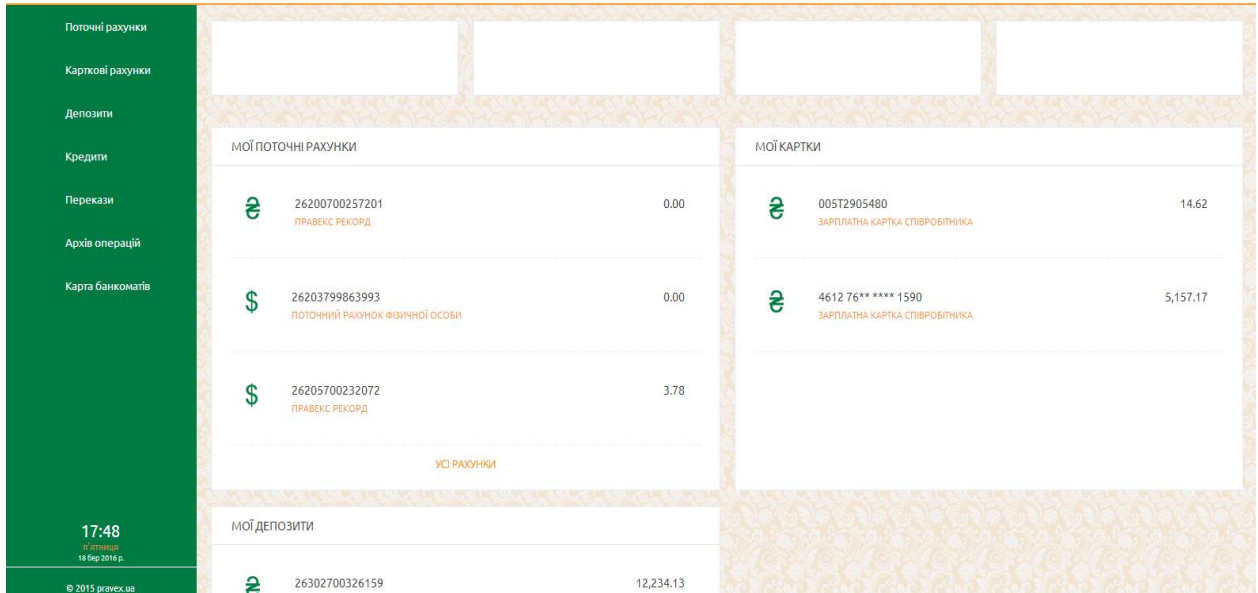 Поточні рахунки
Карткові рахунки
Депозити
Кредити
Перекази
Архів операцій
Карта банкоматів
17:48
п'ятниця
18 бер 2016 р.
© 2015 pravex.ua
МОЇ ПОТОЧНІ РАХУНКИ
26200700257201 0.00
ПРАВЕКС РЕКОРД
26203799863993 0.00
ПОТОЧНИЙ РАХУНОК ФІЗИЧНОЇ ОСОБИ
26205700232072 3.78
ПРАВЕКС РЕКОРД
УСІ РАХУНКИ
МОЇ КАРТКИ
005T2905480 14.62
ЗАРПЛАТНА КАРТКА СПІВРОБІТНИКА
4612 76** **** 1590 5,157.17
ЗАРПЛАТНА КАРТКА СПІВРОБІТНИКА
МОЇ ДЕПОЗИТИ
26302700326159 12,234.13